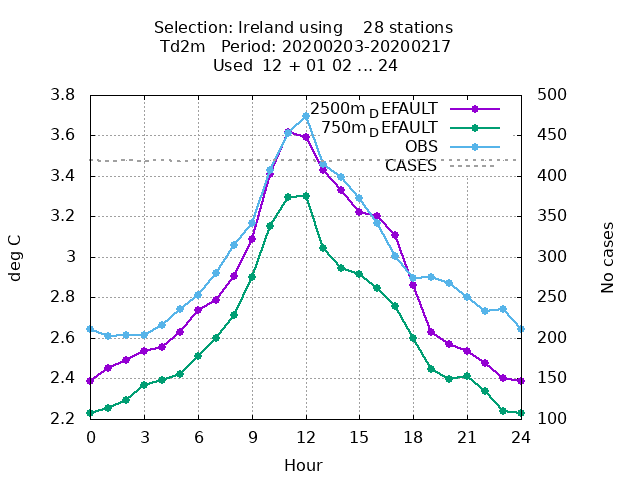 Selection: Ireland using    28 stations
Td2m   Period: 20200203-20200217
Used  12 + 01 02 ... 24
3.8
3.6
3.4
3.2
3
2.8
2.6
2.4
2.2
deg C
500
450
400
350
300
250
200
150
100
No cases
2500m_DEFAULT
750m_DEFAULT
OBS
CASES
0 3 6 9 12 15 18 21 24
Hour